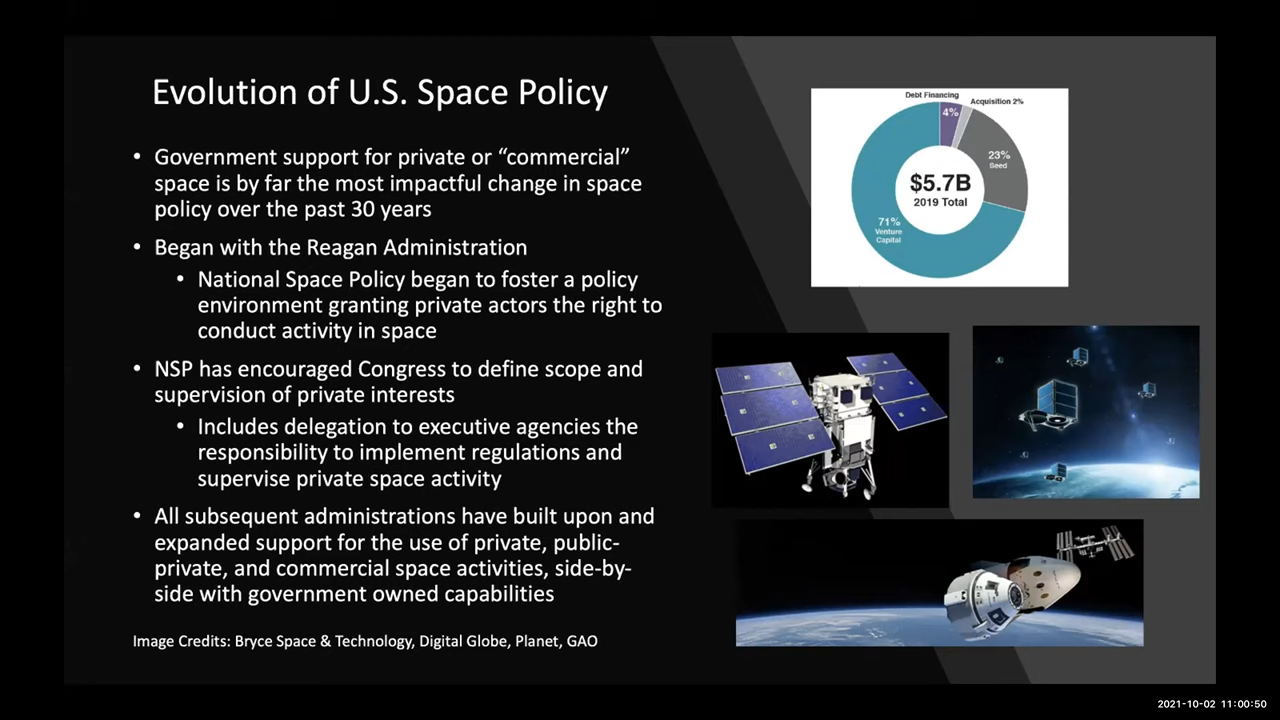 Evolution of U.S. Space Policy
• Government support for private or “commercial”
space is by far the most impactful change in space
policy over the past 30 years
• Began with the Reagan Administration
• National Space Policy began to foster a policy
environment granting private actors the right to
conduct activity in space
• NSP has encouraged Congress to define scope and
supervision of private interests
• Includes delegation to executive agencies the
responsibility to implement regulations and
supervise private space activity
• All subsequent administrations have built upon and
expanded support for the use of private, public-
private, and commercial space activities, side-by-
side with government owned capabilities
Image Credits: Bryce Space & Technology, Digital Globe, Planet, GAO
Debt Financing
4%
Acquisition 2%
23%
Seed
$5.7B
2019 Total
71%
Venture
Capital
2021-10-02 11:00:50